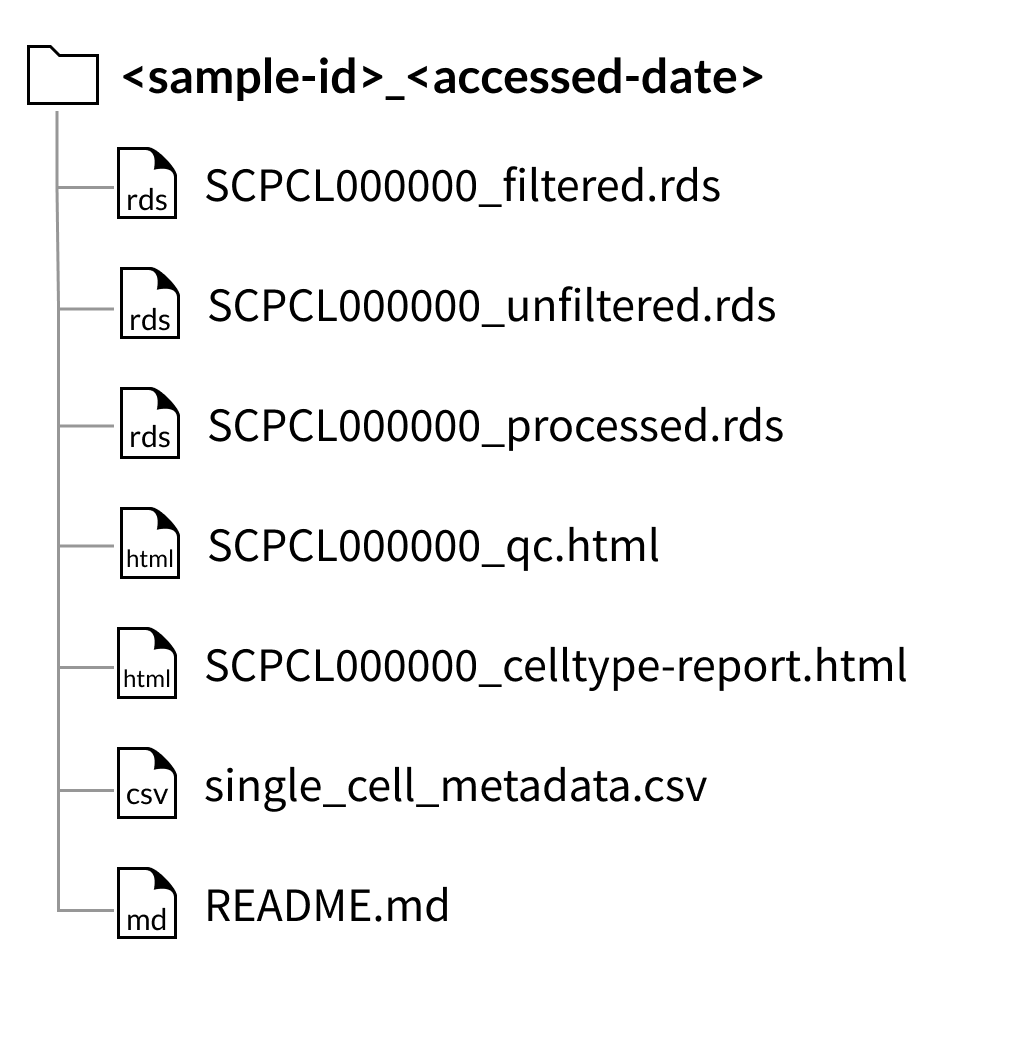 <sample-id>_<accessed-date>
rds SCPCL000000_filtered.rds
rds SCPCL000000_unfiltered.rds
rds SCPCL000000_processed.rds
html SCPCL000000_qc.html
html SCPCL000000_celltype-report.html
csv single_cell_metadata.csv
md README.md